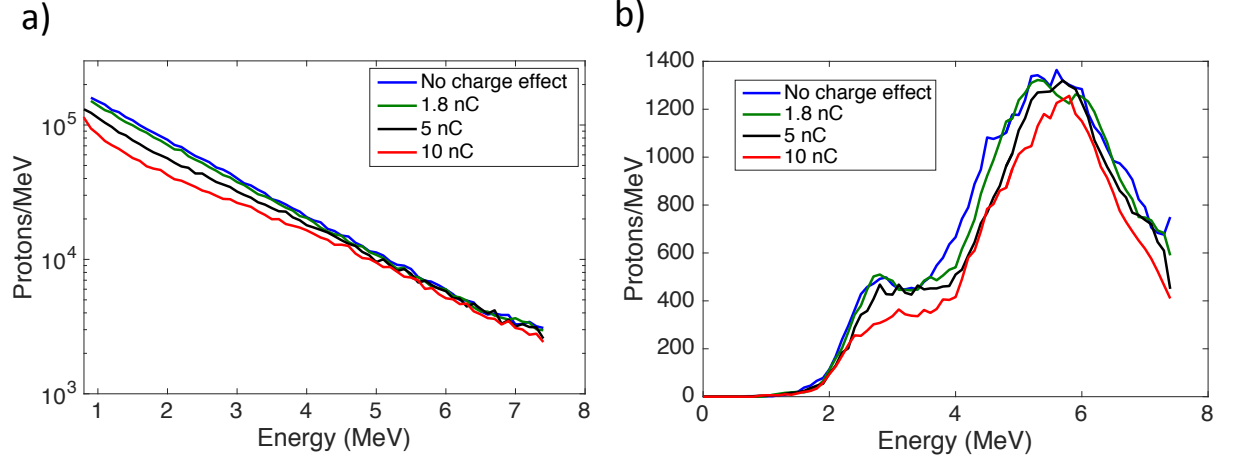 a)
Protons/MeV
10^5
10^4
10^3
No charge effect
1.8 nC
5 nC
10 nC
1 2 3 4 5 6 7 8
Energy (MeV)
b)
Protons/MeV
1400
1200
1000
800
600
400
200
0
No charge effect
1.8 nC
5 nC
10 nC
0 2 4 6 8
Energy (MeV)